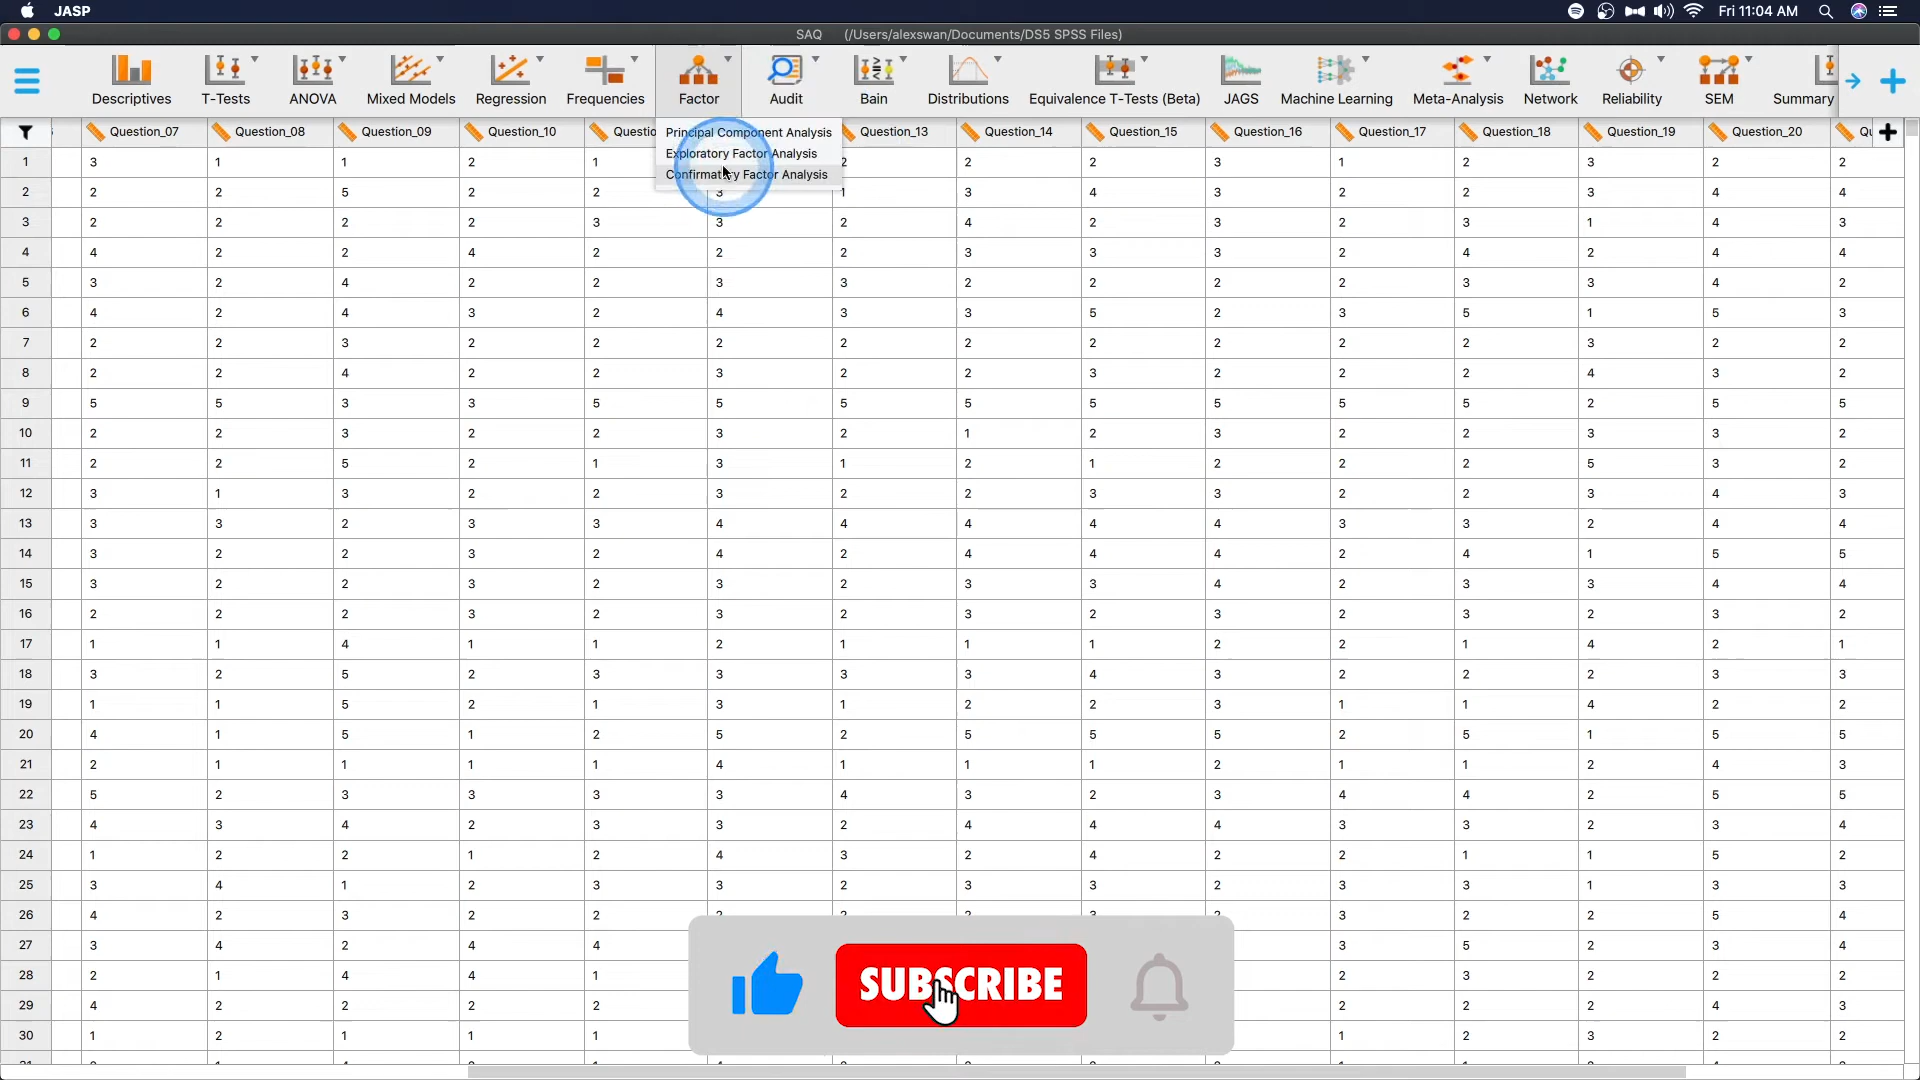 JASP Fri 11:04 AM
SAQ (/Users/alexswan/Documents/DS5 SPSS Files)
Descriptives T-Tests ANOVA Mixed Models Regression Frequencies Factor Audit Bain Distributions Equivalence T-Tests (Beta) JAGS Machine Learning Meta-Analysis Network Reliability SEM Summary
Question_07 Question_08 Question_09 Question_10 Question_13 Question_14 Question_15 Question_16 Question_17 Question_18 Question_19 Question_20
Principal Component Analysis
Exploratory Factor Analysis
Confirmatory Factor Analysis
1 3 1 1 2 1 2 2 2 3 1 2 3 2 2
2 2 2 5 2 2 3 1 3 4 3 2 2 3 4 4
3 2 2 2 2 3 3 2 4 2 3 2 3 1 4 3
4 4 2 2 4 2 2 2 3 3 3 2 4 2 4 4
5 3 2 4 2 2 3 3 2 2 2 2 3 3 4 2
6 4 2 4 3 2 4 3 3 5 2 3 5 1 5 3
7 2 2 3 2 2 2 2 2 2 2 2 2 3 2 2
8 2 2 4 2 2 3 2 2 3 2 2 2 4 3 2
9 5 5 3 3 5 5 5 5 5 5 5 5 2 5 5
10 2 2 3 2 2 3 2 1 2 3 2 2 3 3 2
11 2 2 5 2 1 3 1 2 1 2 2 2 5 3 2
12 3 1 3 2 2 3 2 2 3 3 2 2 3 4 3
13 3 3 2 3 3 4 4 4 4 4 3 3 2 4 4
14 3 2 2 3 2 4 2 4 4 4 2 4 1 5 5
15 3 2 2 3 2 3 2 3 3 4 2 3 3 4 4
16 2 2 2 3 2 3 2 3 2 3 2 3 2 3 2
17 1 1 4 1 1 2 1 1 1 2 2 1 4 2 1
18 3 2 5 2 3 3 3 3 4 3 2 2 2 3 3
19 1 1 5 2 1 3 1 2 2 3 1 1 4 2 2
20 4 1 5 1 2 5 2 5 5 5 2 5 1 5 5
21 2 1 1 1 1 4 1 1 1 2 1 1 2 4 3
22 5 2 3 3 3 3 4 3 2 3 4 4 2 5 5
23 4 3 4 2 3 3 2 4 4 4 3 3 2 3 4
24 1 2 2 1 2 4 3 2 4 2 2 1 1 5 2
25 3 4 1 2 3 3 2 3 3 2 3 3 1 3 3
26 4 2 3 2 2 3 2 2 5 4
27 3 4 2 4 4 3 5 2 3 4
28 2 1 4 4 1 2 3 2 2 2
29 4 2 2 2 2 2 2 2 4 3
30 1 2 1 1 1 1 2 3 2 2
SUBSCRIBE